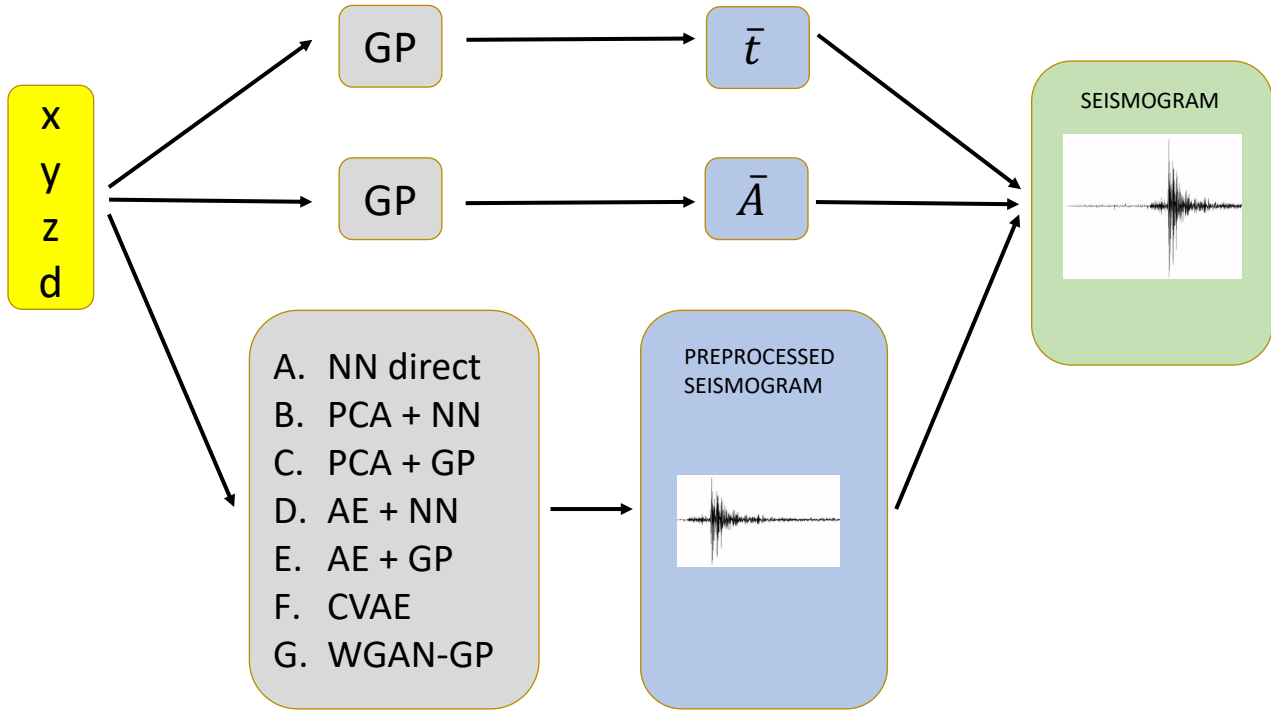 x
y
z
d
GP
t̄
GP
Ā
A. NN direct
B. PCA + NN
C. PCA + GP
D. AE + NN
E. AE + GP
F. CVAE
G. WGAN-GP
PREPROCESSED
SEISMOGRAM
SEISMOGRAM